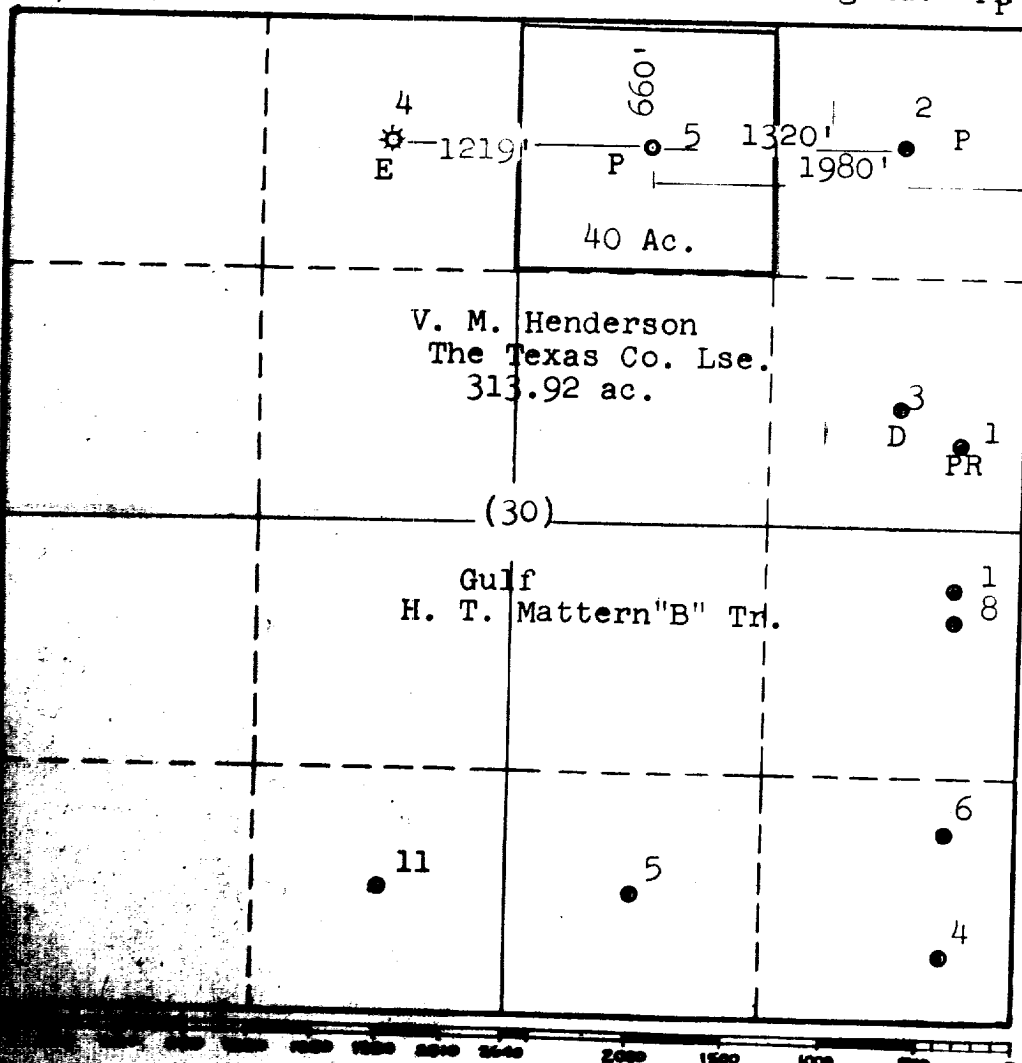 660'
4
2
1219'
5
1320'
P
E
P
1980'
40 Ac.
V. M. Henderson
The Texas Co. Lse.
313.92 ac.
3
D
1
PR
(30)
Gulf
H. T. Mattern "B" Tr.
1
8
6
11
5
4
2000 1500 1000